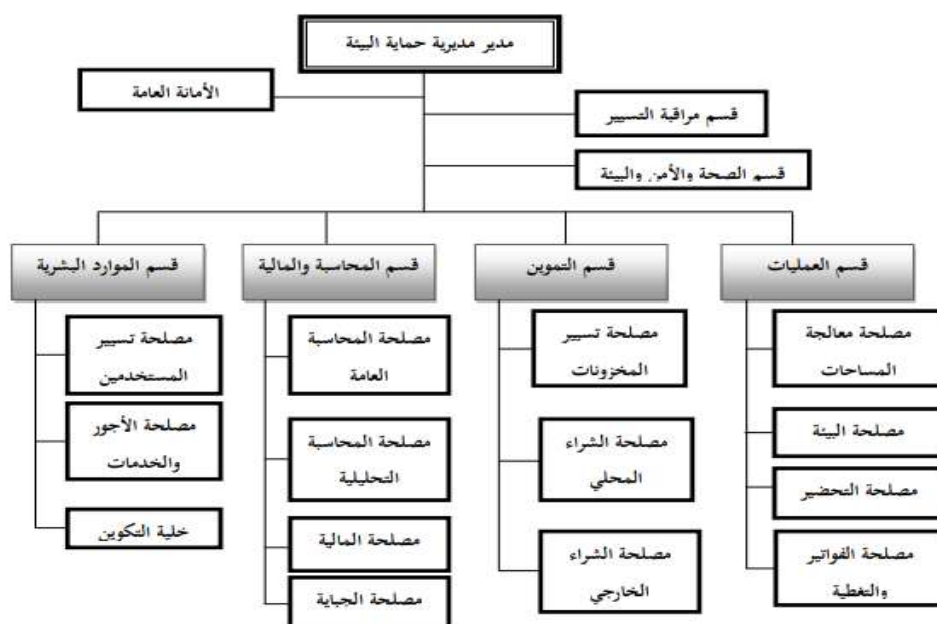 مدير مديرية حماية البيئة
الأمانة العامة
قسم مراقبة التسيير
قسم الصحة والأمن والبيئة
قسم العمليات
قسم التموين
قسم المحاسبة والمالية
قسم الموارد البشرية
مصلحة معالجة
المساحات
مصلحة البيئة
مصلحة التحضير
مصلحة الفواتير
والتغطية
مصلحة تسيير
المخزونات
مصلحة الشراء
المحلي
مصلحة الشراء
الخارجي
مصلحة المحاسبة
العامة
مصلحة المحاسبة
التحليلية
مصلحة المالية
مصلحة الجباية
مصلحة تسيير
المستخدمين
مصلحة الأجور
والخدمات
خلية التكوين